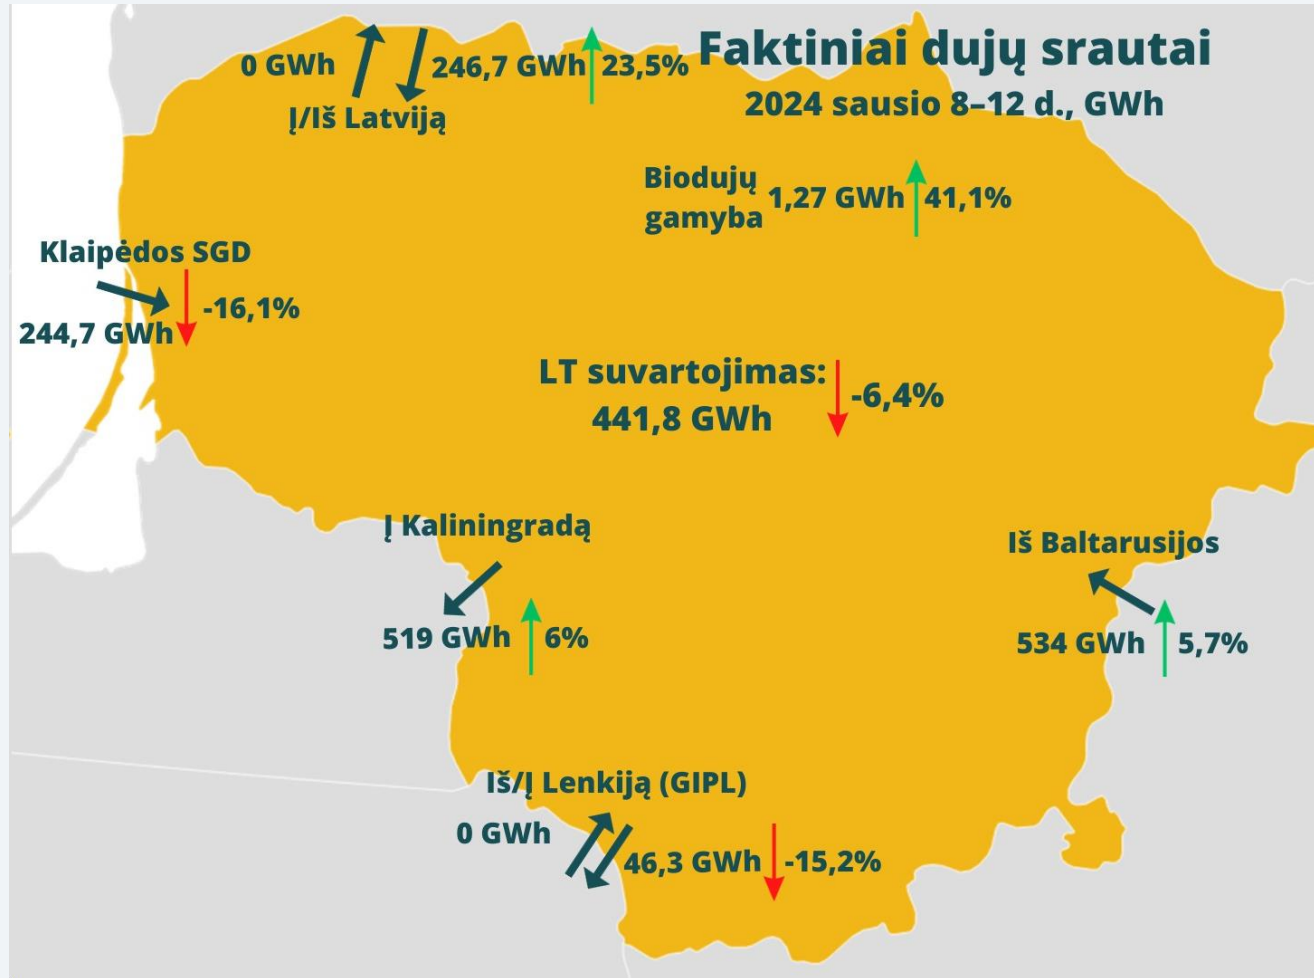 Faktiniai dujų srautai
2024 sausio 8–12 d., GWh
0 GWh
246,7 GWh
23,5%
Į/Iš Latviją
Biodujų
gamyba
1,27 GWh
41,1%
Klaipėdos SGD
-16,1%
244,7 GWh
LT suvartojimas:
441,8 GWh
-6,4%
Į Kaliningradą
519 GWh
6%
Iš Baltarusijos
534 GWh
5,7%
Iš/Į Lenkiją (GIPL)
0 GWh
46,3 GWh
-15,2%